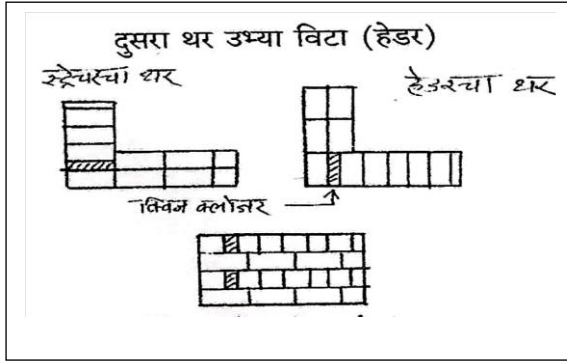 दुसरा थर उभ्या विटा (हेडर)
स्ट्रेचरचा थर
हेडरचा थर
क्विन क्लोजर